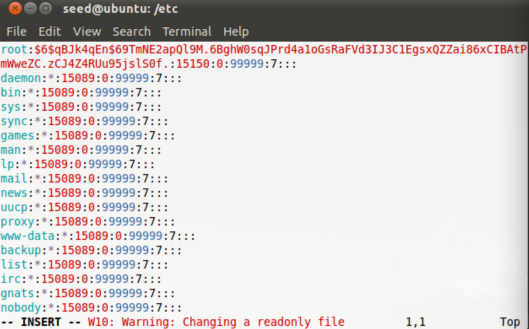 seed@ubuntu: /etc
File Edit View Search Terminal Help
root:$6$qBJk4qEn$69TmNE2apQl9M.6BghW0sqJPrd4a1oGsRaFVd3IJ3C1EgsxQZZai86xCIBAtP
mWweZC.zCJ4Z4RUu95jslS0f.:15150:0:99999:7:::
daemon:*:15089:0:99999:7:::
bin:*:15089:0:99999:7:::
sys:*:15089:0:99999:7:::
sync:*:15089:0:99999:7:::
games:*:15089:0:99999:7:::
man:*:15089:0:99999:7:::
lp:*:15089:0:99999:7:::
mail:*:15089:0:99999:7:::
news:*:15089:0:99999:7:::
uucp:*:15089:0:99999:7:::
proxy:*:15089:0:99999:7:::
www-data:*:15089:0:99999:7:::
backup:*:15089:0:99999:7:::
list:*:15089:0:99999:7:::
irc:*:15089:0:99999:7:::
gnats:*:15089:0:99999:7:::
nobody:*:15089:0:99999:7:::
-- INSERT -- W10: Warning: Changing a readonly file 1,1 Top